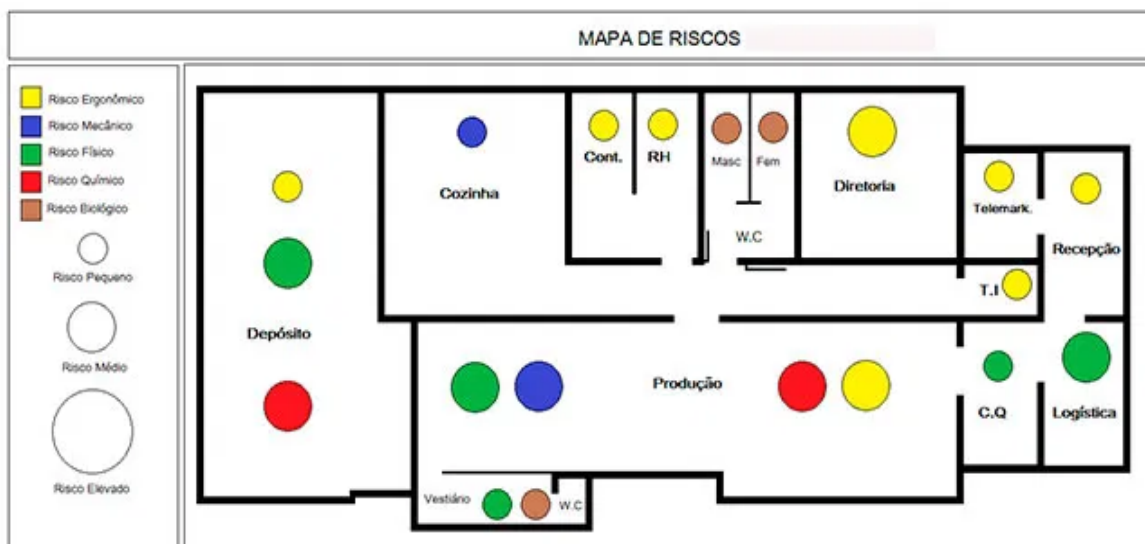 MAPA DE RISCOS
Risco Ergonômico
Risco Mecânico
Risco Físico
Risco Químico
Risco Biológico
Risco Pequeno
Risco Médio
Risco Elevado
Depósito
Cozinha
Cont.
RH
Masc
Fem
W.C
Diretoria
Telemark.
Recepção
T.I
Produção
C.Q
Logística
Vestiário
W.C